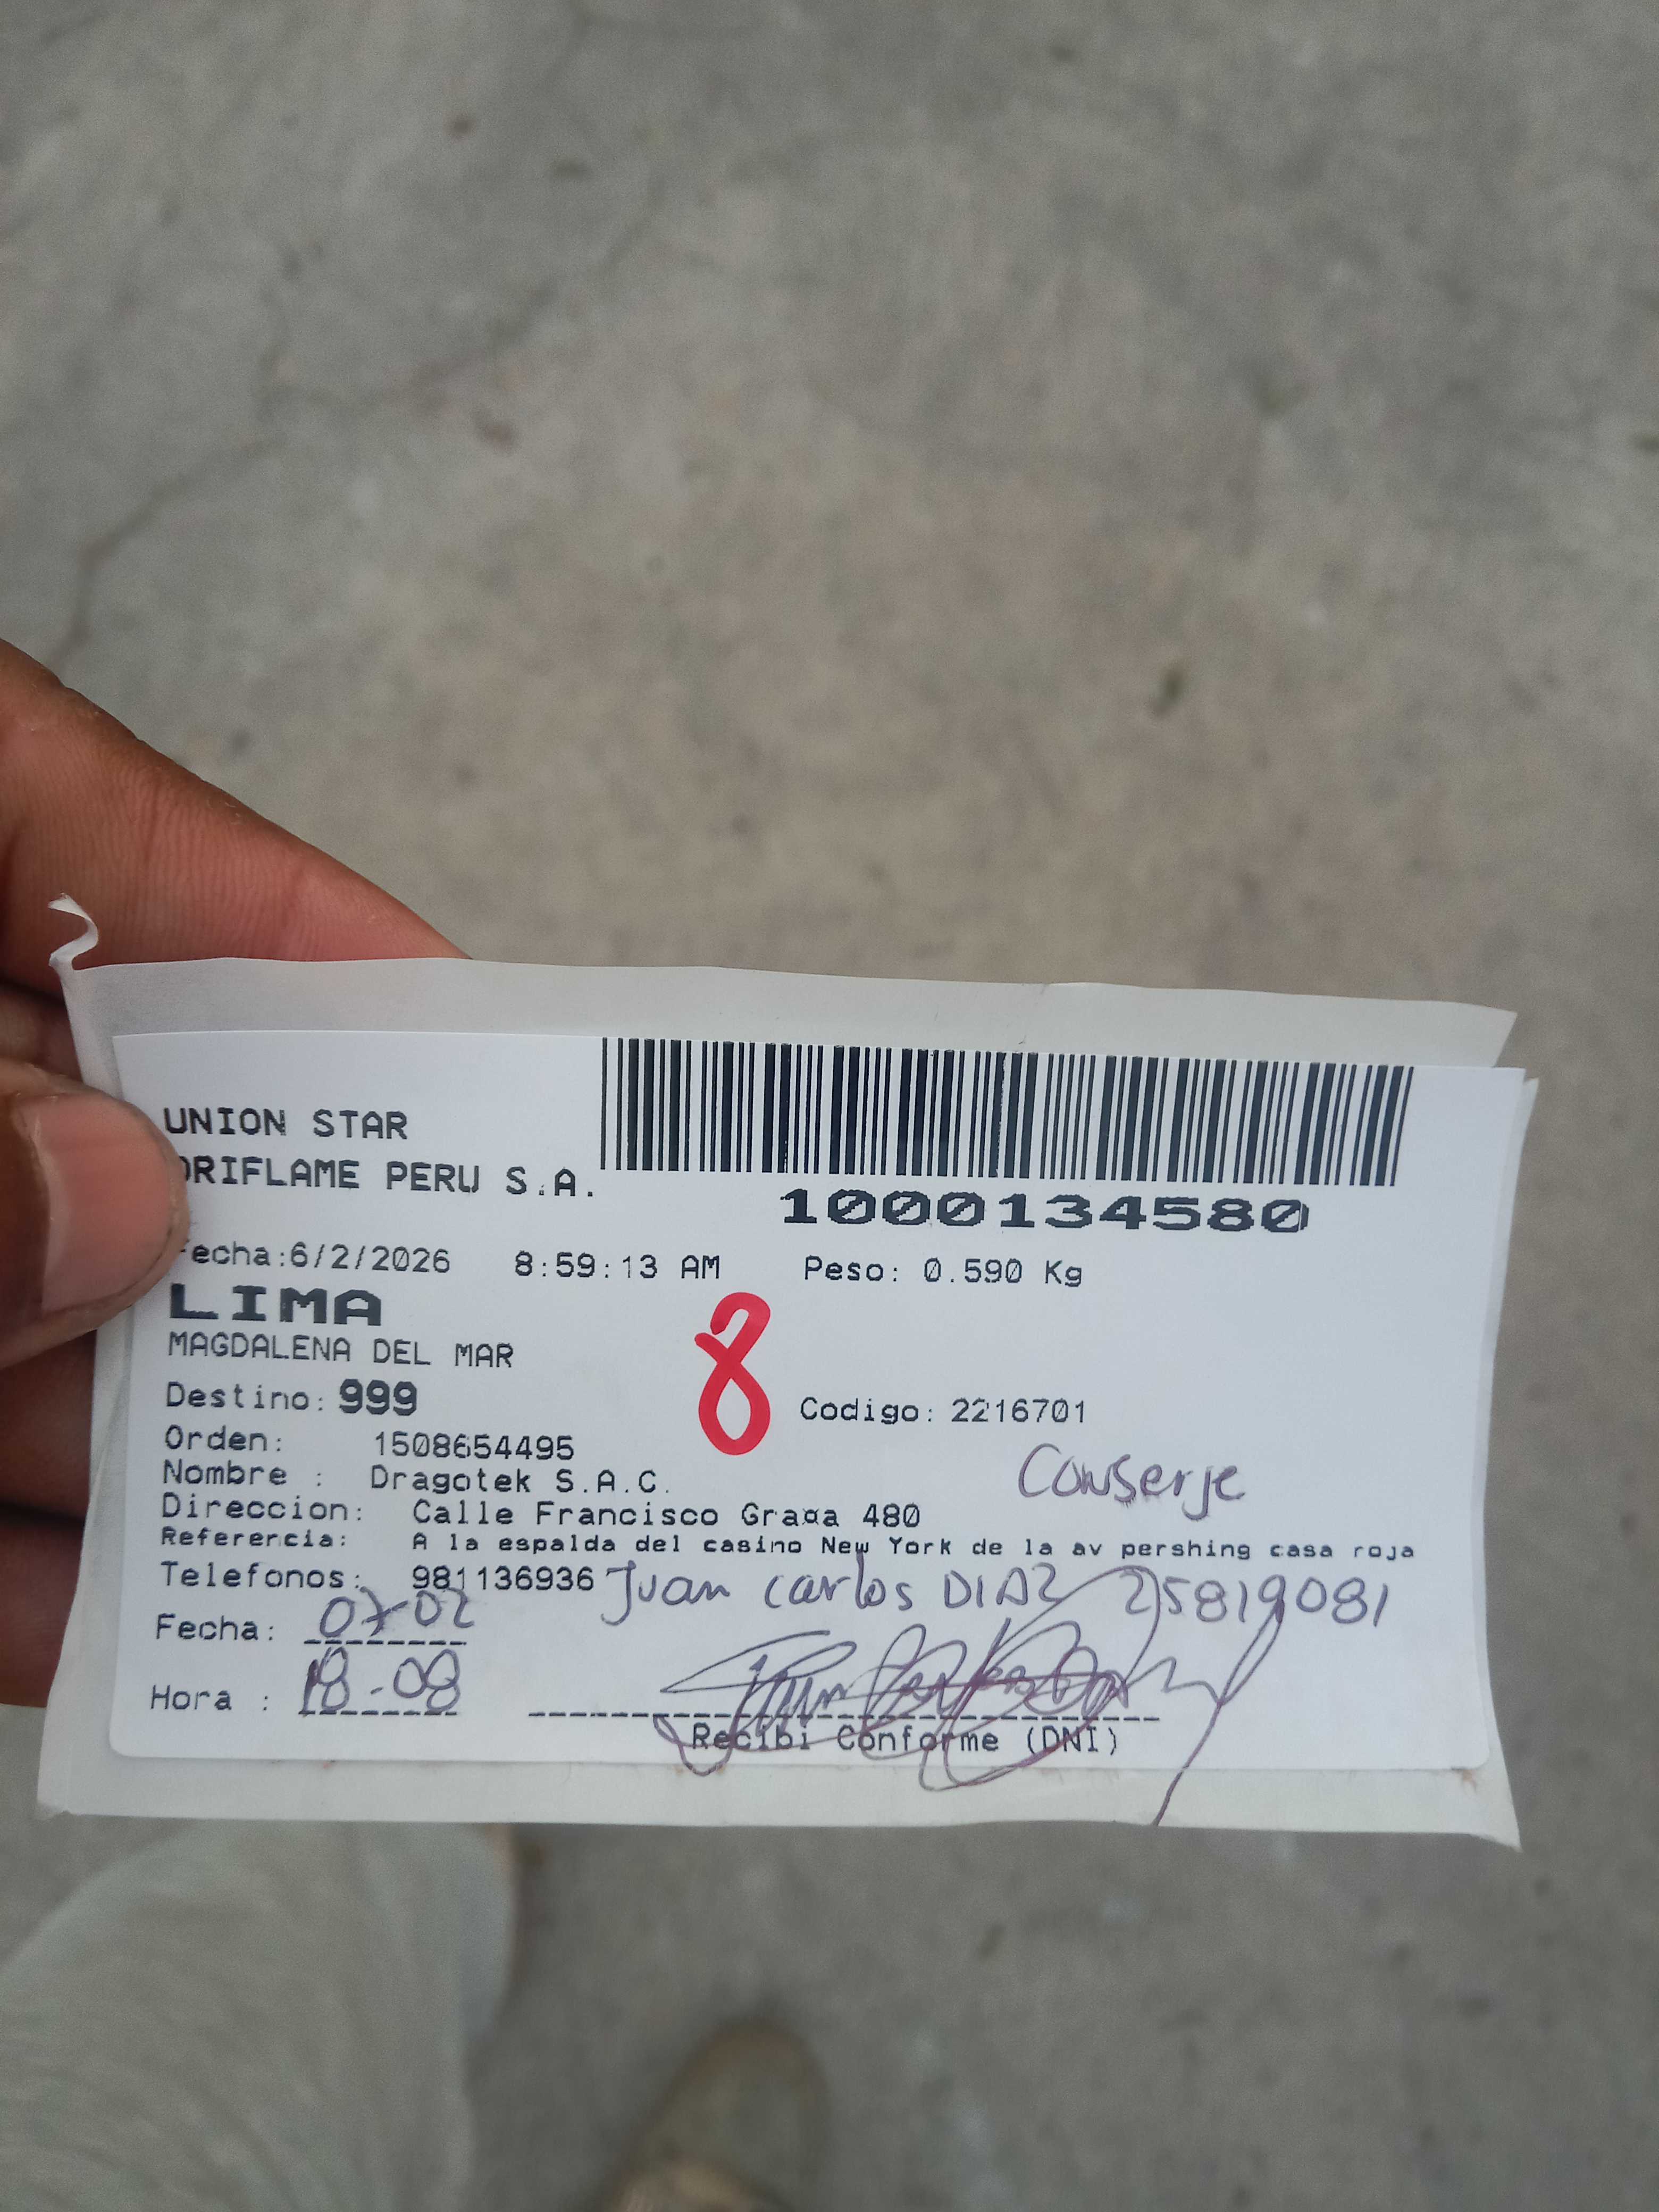 UNION STAR
ORIFLAME PERU S.A.
1000134580
Fecha:6/2/2026 8:59:13 AM Peso: 0.590 Kg
LIMA
8
MAGDALENA DEL MAR
Destino: 999 Codigo: 2216701
Orden: 1508654495
Nombre : Dragotek S.A.C. Conserje
Direccion: Calle Francisco Graaa 480
Referencia: A la espalda del casino New York de la av pershing casa roja
Telefonos: 981136936 Juan carlos DIAZ 25819081
Fecha: 07-02
Hora : 18-08
Recibi Conforme (DNI)